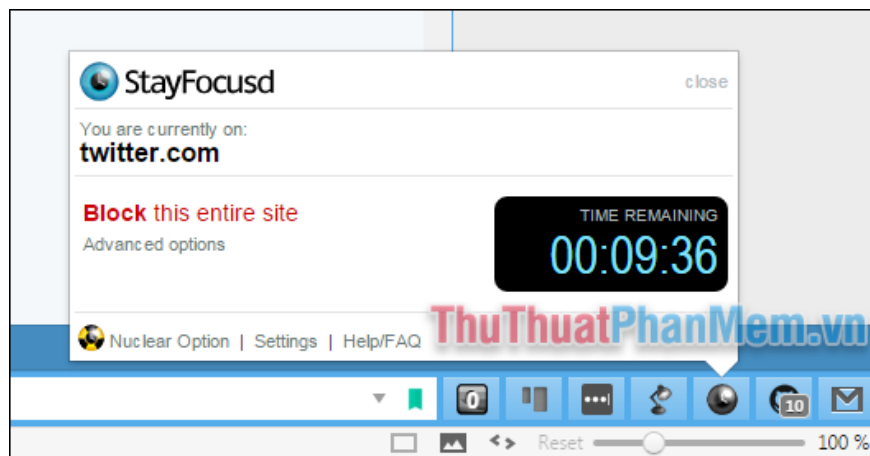 StayFocusd
close
You are currently on:
twitter.com
Block this entire site
Advanced options
TIME REMAINING
00:09:36
Nuclear Option | Settings | Help/FAQ
ThuThuatPhanMem.vn
0
10
Reset
100 %